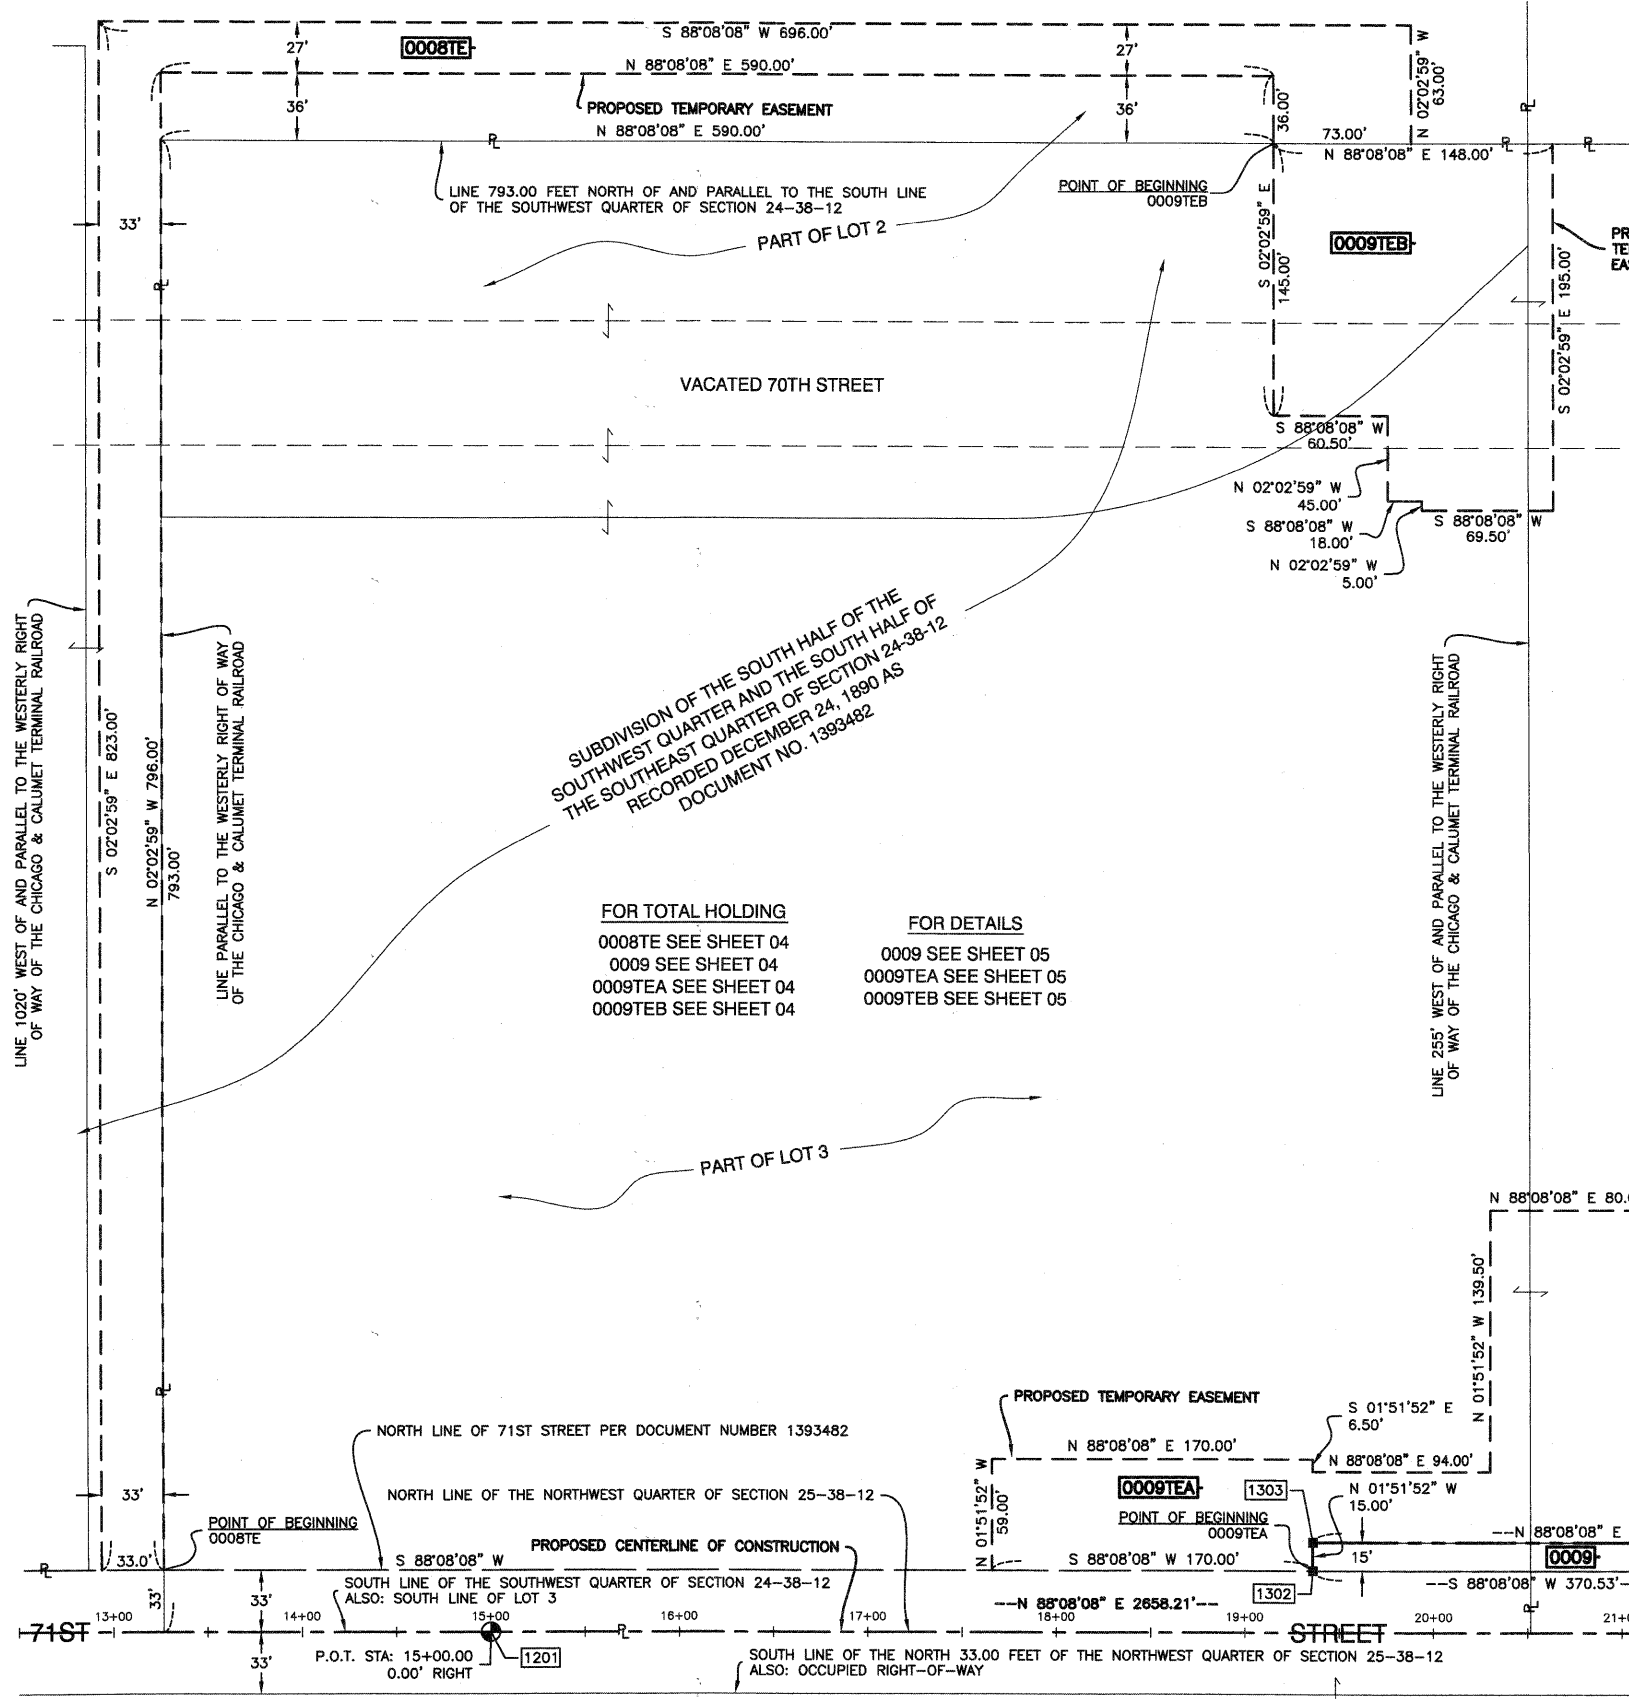 S 88°08'08" W 696.00'
0008TE
27'
27'
N 88°08'08" E 590.00'
N 02°02'59" W
63.00'
PROPOSED TEMPORARY EASEMENT
36'
36'
36.00'
N 88°08'08" E 590.00'
73.00'
N 88°08'08" E 148.00'
LINE 793.00 FEET NORTH OF AND PARALLEL TO THE SOUTH LINE
OF THE SOUTHWEST QUARTER OF SECTION 24-38-12
POINT OF BEGINNING
0009TEB
33'
PART OF LOT 2
S 02°02'59" E
145.00'
0009TEB
PR
TE
EA
S 02°02'59" E 195.00'
VACATED 70TH STREET
S 88°08'08" W
60.50'
N 02°02'59" W
45.00'
S 88°08'08" W
18.00'
N 02°02'59" W
5.00'
S 88°08'08" W
69.50'
LINE 1020' WEST OF AND PARALLEL TO THE WESTERLY RIGHT
OF WAY OF THE CHICAGO & CALUMET TERMINAL RAILROAD
S 02°02'59" E 823.00'
N 02°02'59" W 796.00'
793.00'
LINE PARALLEL TO THE WESTERLY RIGHT OF WAY
OF THE CHICAGO & CALUMET TERMINAL RAILROAD
SUBDIVISION OF THE SOUTH HALF OF THE
SOUTHWEST QUARTER AND THE SOUTH HALF OF
THE SOUTHEAST QUARTER OF SECTION 24-38-12
RECORDED DECEMBER 24, 1890 AS
DOCUMENT NO. 1393482
LINE 255' WEST OF AND PARALLEL TO THE WESTERLY RIGHT
OF WAY OF THE CHICAGO & CALUMET TERMINAL RAILROAD
FOR TOTAL HOLDING
0008TE SEE SHEET 04
0009 SEE SHEET 04
0009TEA SEE SHEET 04
0009TEB SEE SHEET 04
FOR DETAILS
0009 SEE SHEET 05
0009TEA SEE SHEET 05
0009TEB SEE SHEET 05
PART OF LOT 3
N 88°08'08" E 80.
N 01°51'52" W 139.50'
PROPOSED TEMPORARY EASEMENT
S 01°51'52" E
6.50'
NORTH LINE OF 71ST STREET PER DOCUMENT NUMBER 1393482
N 88°08'08" E 170.00'
N 88°08'08" E 94.00'
33'
NORTH LINE OF THE NORTHWEST QUARTER OF SECTION 25-38-12
N 01°51'52" W
59.00'
0009TEA
1303
N 01°51'52" W
15.00'
POINT OF BEGINNING
0008TE
POINT OF BEGINNING
0009TEA
PROPOSED CENTERLINE OF CONSTRUCTION
--N 88°08'08" E
33.0'
S 88°08'08" W
S 88°08'08" W 170.00'
15'
0009
SOUTH LINE OF THE SOUTHWEST QUARTER OF SECTION 24-38-12
ALSO: SOUTH LINE OF LOT 3
33'
33'
1302
--S 88°08'08" W 370.53'-
--N 88°08'08" E 2658.21'--
13+00
14+00
15+00
16+00
17+00
18+00
19+00
20+00
21+0
71ST
STREET
33'
P.O.T. STA: 15+00.00
0.00' RIGHT
1201
SOUTH LINE OF THE NORTH 33.00 FEET OF THE NORTHWEST QUARTER OF SECTION 25-38-12
ALSO: OCCUPIED RIGHT-OF-WAY